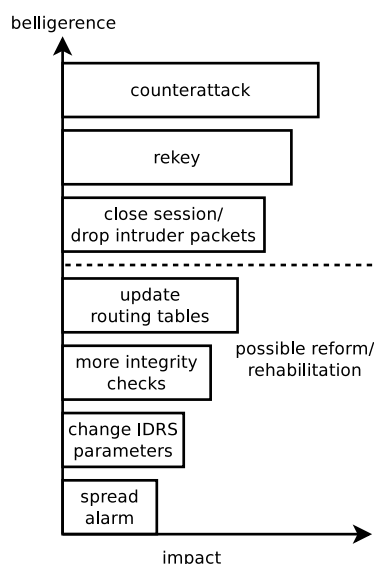 belligerence
counterattack
rekey
close session/
drop intruder packets
update
routing tables
possible reform/
rehabilitation
more integrity
checks
change IDRS
parameters
spread
alarm
impact